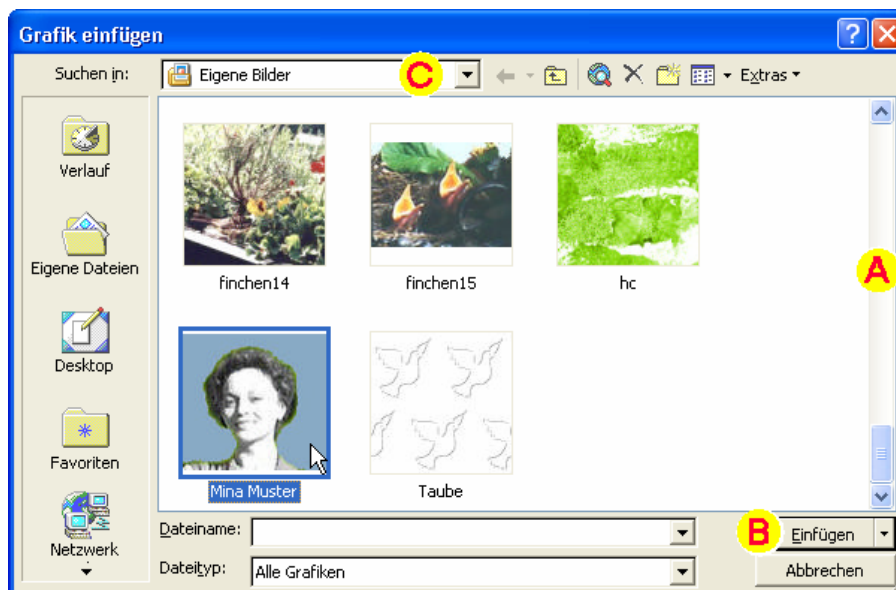 Grafik einfügen
?
X
Suchen in:
Eigene Bilder
C
Extras
Verlauf
Eigene Dateien
Desktop
Favoriten
Netzwerk
finchen14
finchen15
hc
A
Mina Muster
Taube
Dateiname:
B
Einfügen
Dateityp:
Alle Grafiken
Abbrechen